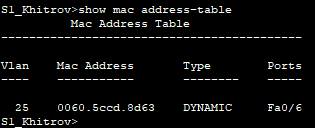 S1_Khitrov>show mac address-table
Mac Address Table
-------------------------------------------
Vlan Mac Address Type Ports
---- ----------- -------- -----
25 0060.5ccd.8d63 DYNAMIC Fa0/6
S1_Khitrov>